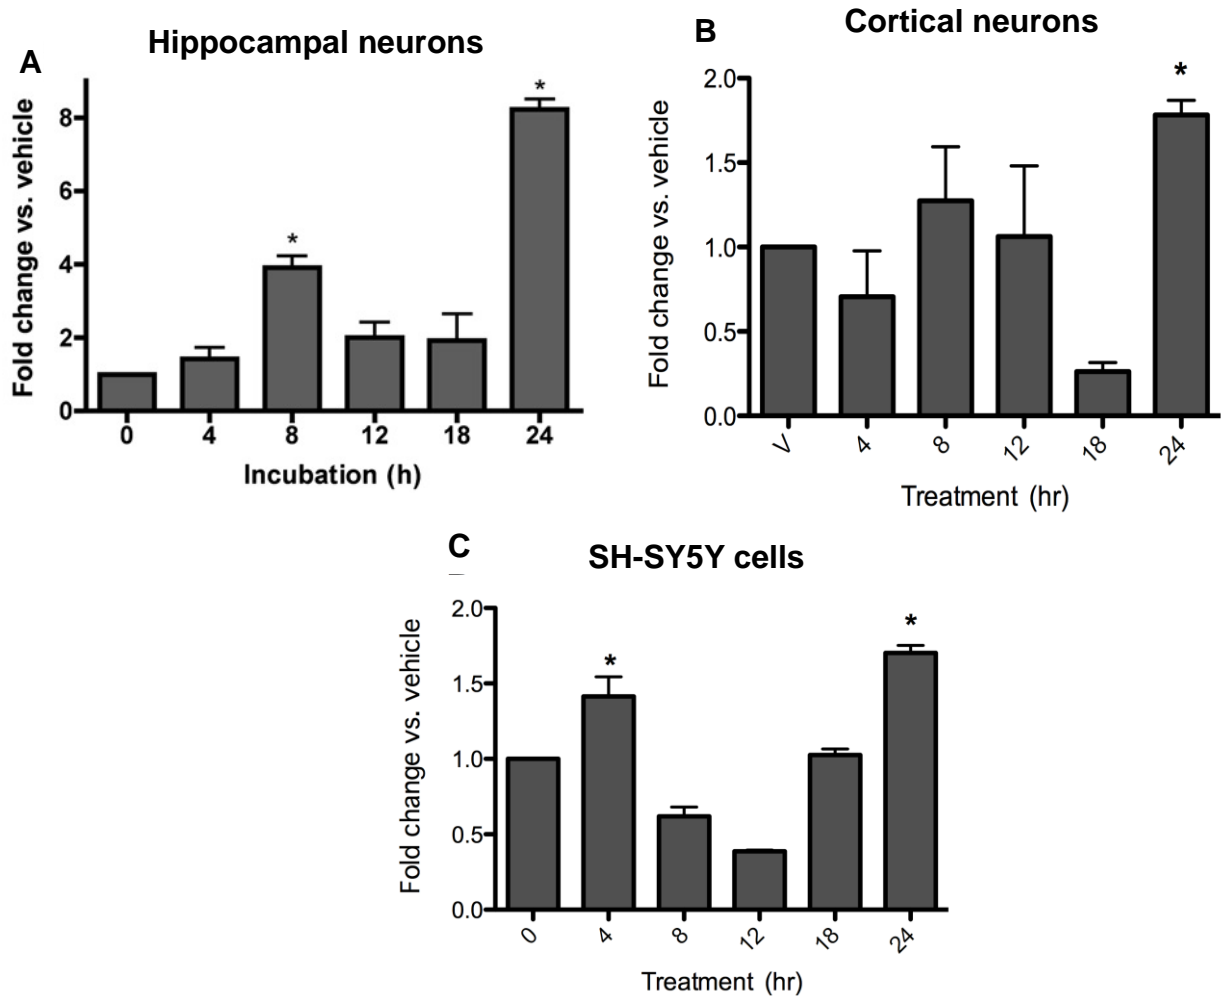 A
Hippocampal neurons
Fold change vs. vehicle
8
6
4
2
0
*
*
0 4 8 12 18 24
Incubation (h)
B
Cortical neurons
Fold change vs. vehicle
2.0
1.5
1.0
0.5
0.0
*
V 4 8 12 18 24
Treatment (hr)
C
SH-SY5Y cells
Fold change vs. vehicle
2.0
1.5
1.0
0.5
0.0
*
*
0 4 8 12 18 24
Treatment (hr)